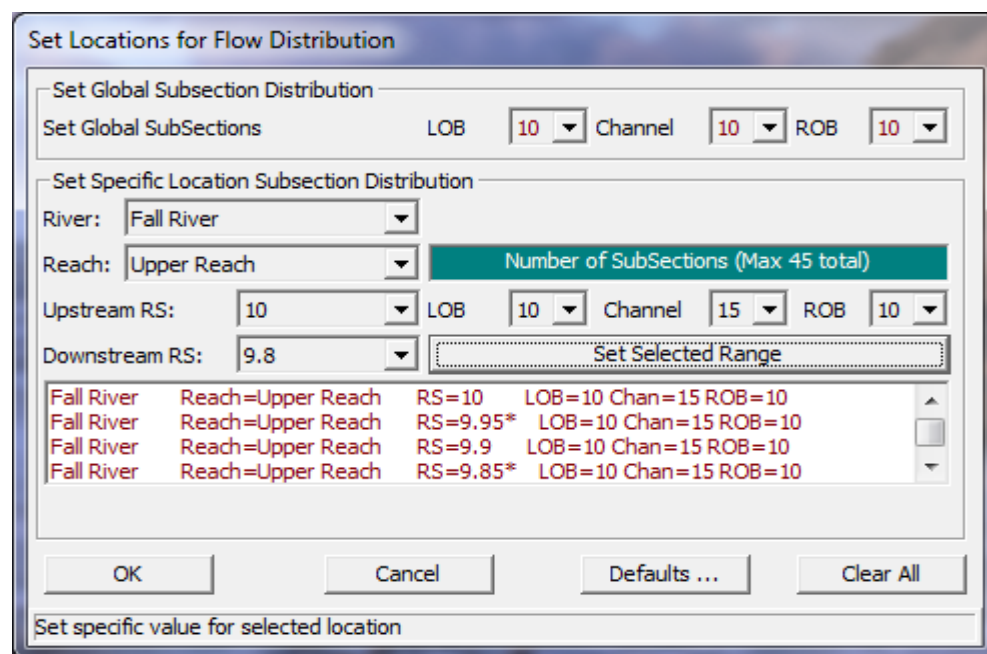 Set Locations for Flow Distribution
Set Global Subsection Distribution
Set Global SubSections LOB 10 Channel 10 ROB 10
Set Specific Location Subsection Distribution
River: Fall River
Reach: Upper Reach Number of SubSections (Max 45 total)
Upstream RS: 10 LOB 10 Channel 15 ROB 10
Downstream RS: 9.8 Set Selected Range
Fall River Reach=Upper Reach RS=10 LOB=10 Chan=15 ROB=10
Fall River Reach=Upper Reach RS=9.95* LOB=10 Chan=15 ROB=10
Fall River Reach=Upper Reach RS=9.9 LOB=10 Chan=15 ROB=10
Fall River Reach=Upper Reach RS=9.85* LOB=10 Chan=15 ROB=10
OK Cancel Defaults ... Clear All
Set specific value for selected location